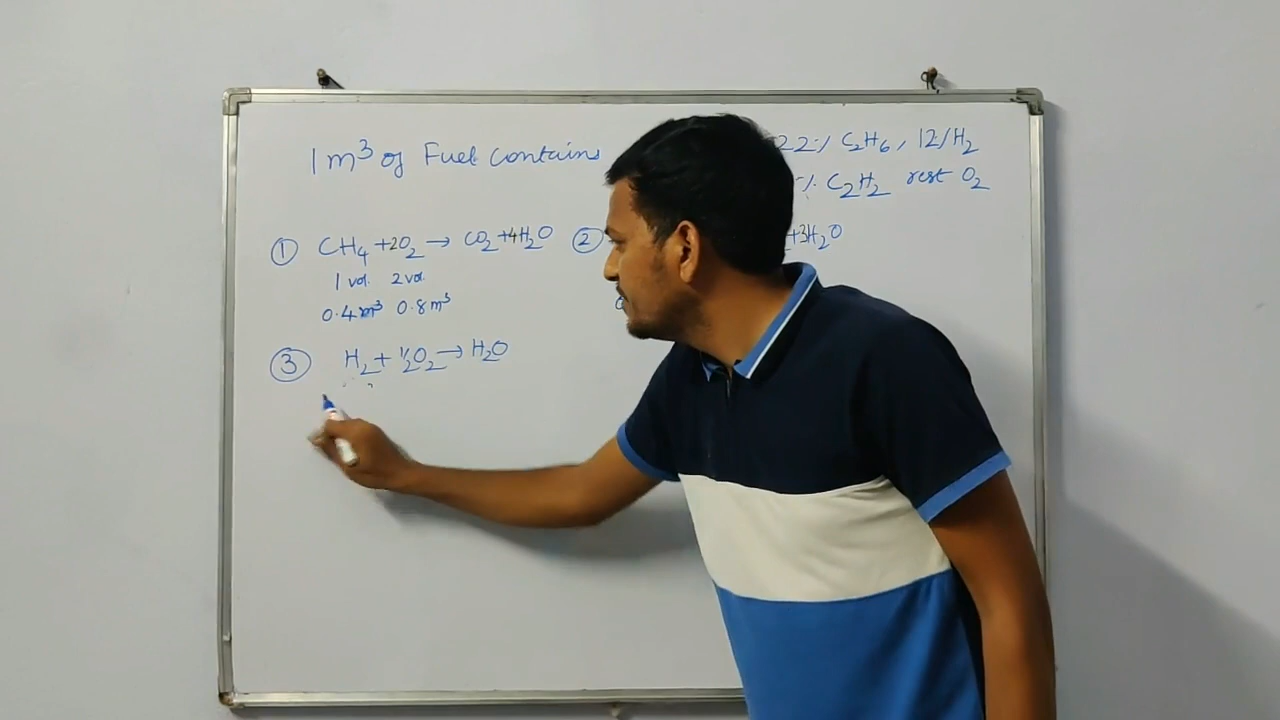 1 m³ of Fuel contains 22% C₂H₆, 12% H₂
% C₂H₂ rest O₂
① CH₄ + 2O₂ → CO₂ + 4H₂O ② + 3H₂O
1 vol. 2 vol.
0.4 m³ 0.8 m³
③ H₂ + ½O₂ → H₂O